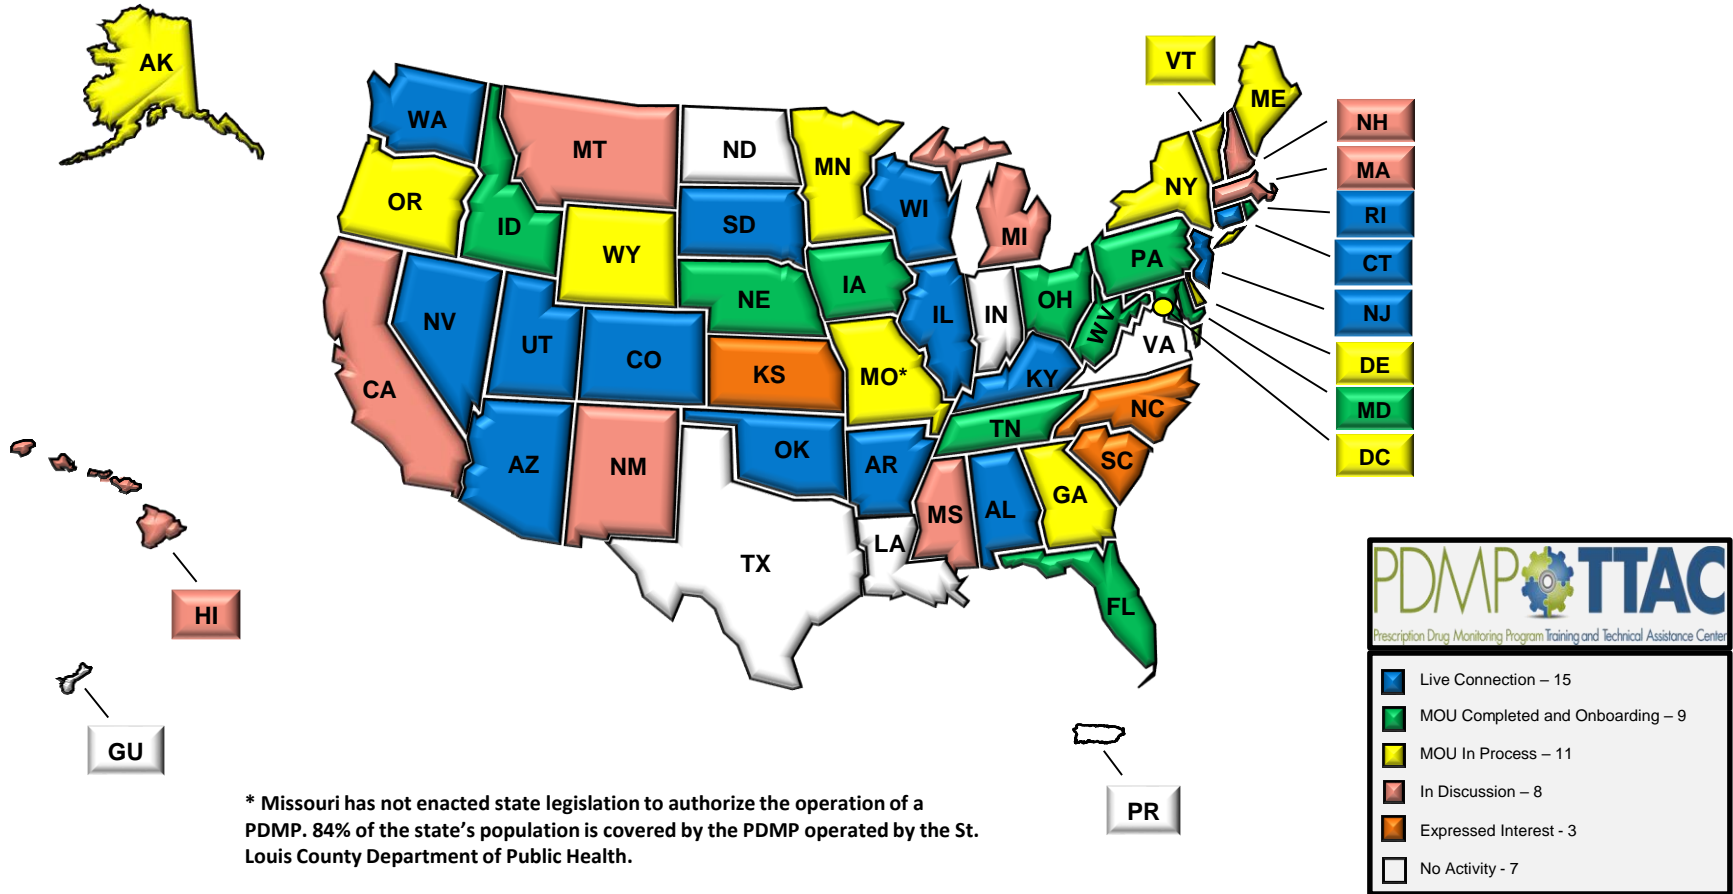 AK
VT
ME
WA
MT
ND
MN
NH
MA
OR
ID
SD
WI
NY
RI
WY
MI
CT
NE
IA
PA
NV
UT
CO
IL
IN
OH
WV
VA
NJ
CA
KS
MO*
KY
DE
NC
MD
TN
AZ
NM
OK
AR
SC
DC
MS
AL
GA
TX
LA
HI
FL
GU
PR
PDMP TTAC
Prescription Drug Monitoring Program Training and Technical Assistance Center
Live Connection – 15
MOU Completed and Onboarding – 9
MOU In Process – 11
In Discussion – 8
Expressed Interest - 3
No Activity - 7
* Missouri has not enacted state legislation to authorize the operation of a
PDMP. 84% of the state's population is covered by the PDMP operated by the St.
Louis County Department of Public Health.